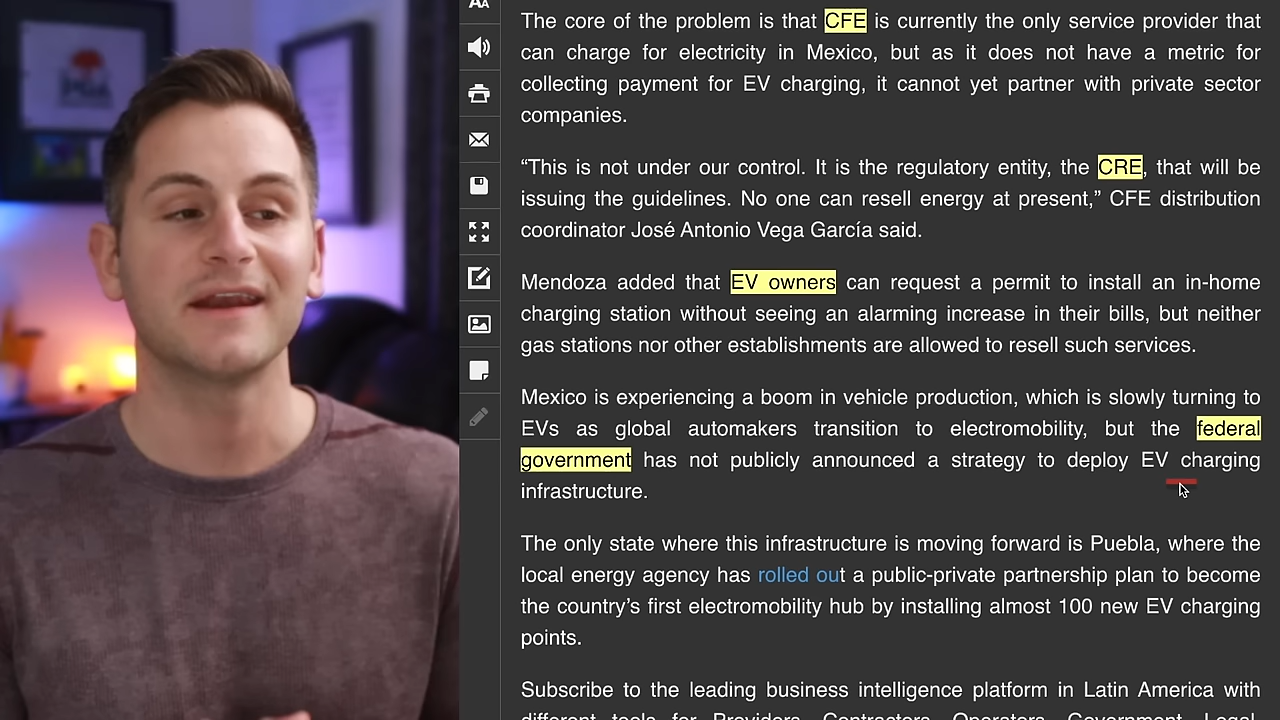 The core of the problem is that CFE is currently the only service provider that
can charge for electricity in Mexico, but as it does not have a metric for
collecting payment for EV charging, it cannot yet partner with private sector
companies.
“This is not under our control. It is the regulatory entity, the CRE, that will be
issuing the guidelines. No one can resell energy at present,” CFE distribution
coordinator José Antonio Vega García said.
Mendoza added that EV owners can request a permit to install an in-home
charging station without seeing an alarming increase in their bills, but neither
gas stations nor other establishments are allowed to resell such services.
Mexico is experiencing a boom in vehicle production, which is slowly turning to
EVs as global automakers transition to electromobility, but the federal
government has not publicly announced a strategy to deploy EV charging
infrastructure.
The only state where this infrastructure is moving forward is Puebla, where the
local energy agency has rolled out a public-private partnership plan to become
the country’s first electromobility hub by installing almost 100 new EV charging
points.
Subscribe to the leading business intelligence platform in Latin America with
different tools for Providers, Contractors, Operators, Government, Legal,